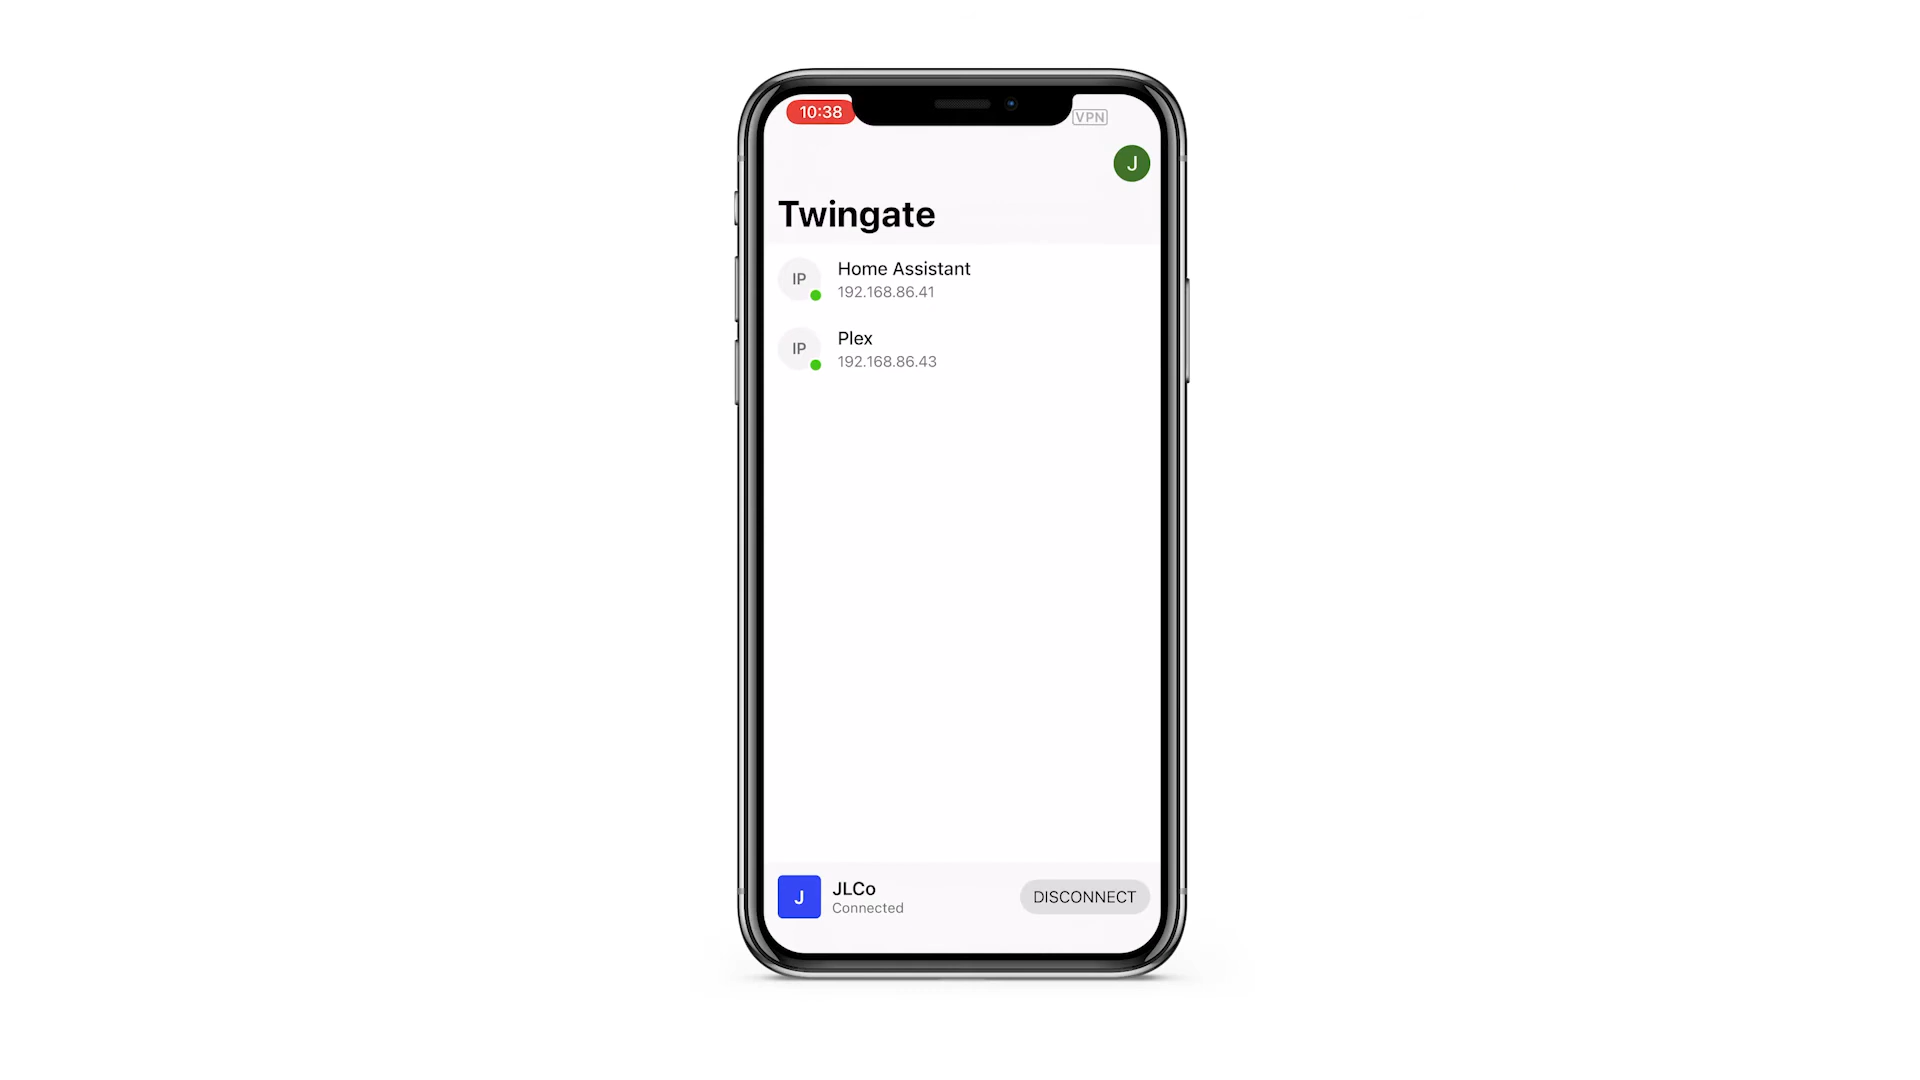 10:38
VPN
J
Twingate
IP
Home Assistant
192.168.86.41
IP
Plex
192.168.86.43
J
JLCo
Connected
DISCONNECT